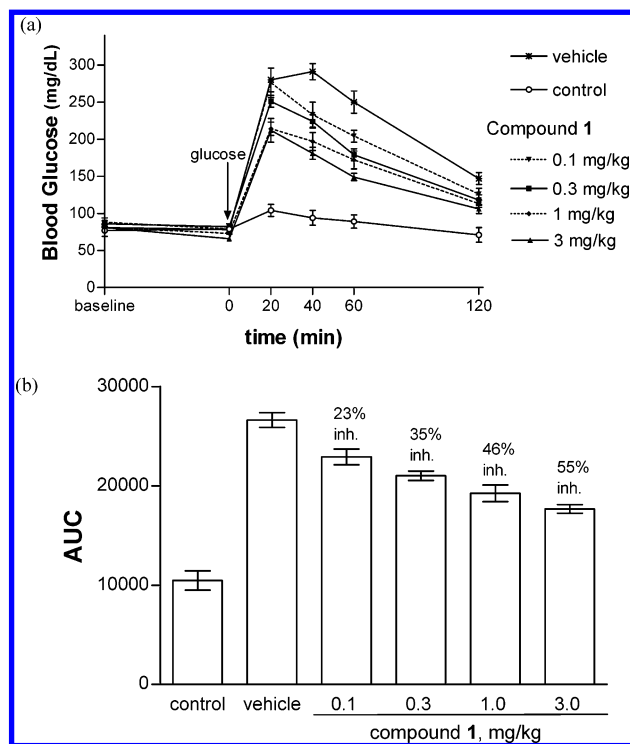 (a)
Blood Glucose (mg/dL)
300
250
200
150
100
50
0
glucose
baseline
0
20
40
60
120
time (min)
vehicle
control
Compound 1
0.1 mg/kg
0.3 mg/kg
1 mg/kg
3 mg/kg
(b)
AUC
30000
20000
10000
0
23%
inh.
35%
inh.
46%
inh.
55%
inh.
control
vehicle
0.1
0.3
1.0
3.0
compound 1, mg/kg